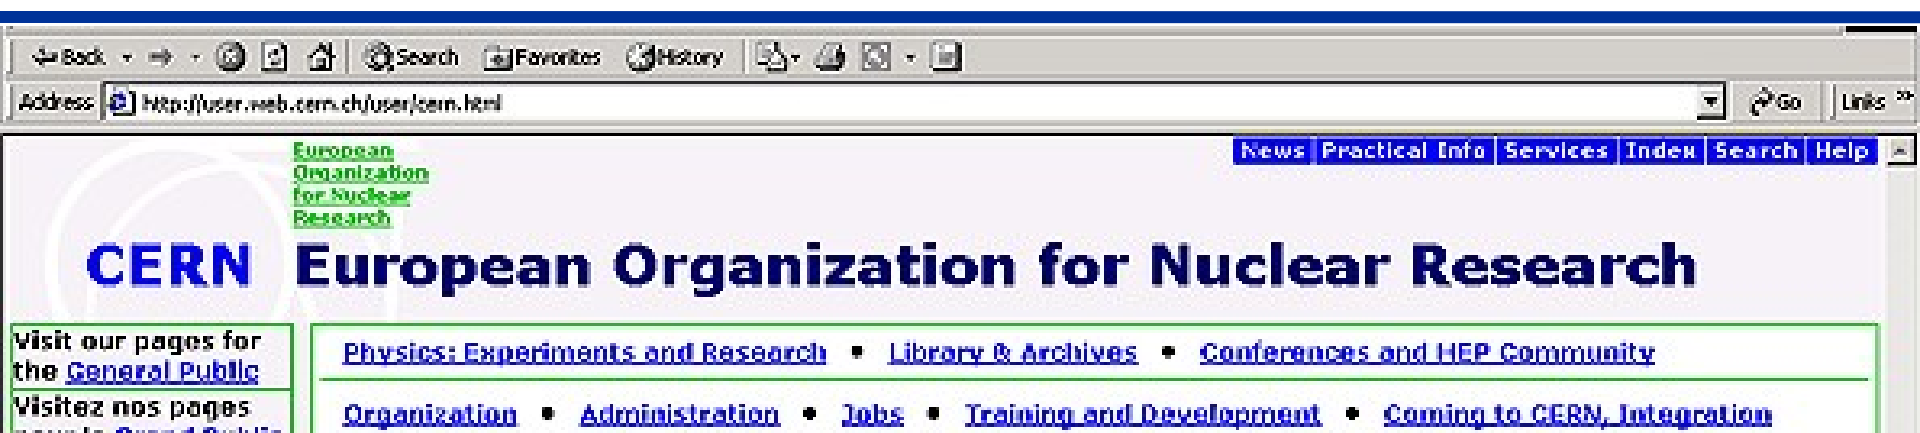 Back Search Favorites History
Address http://user.web.cern.ch/user/cern.html Go Links »
European
Organization
for Nuclear
Research
News Practical Info Services Index Search Help
CERN European Organization for Nuclear Research
Visit our pages for
the General Public
Physics: Experiments and Research • Library & Archives • Conferences and HEP Community
Visitez nos pages
Organization • Administration • Jobs • Training and Development • Coming to CERN, Integration